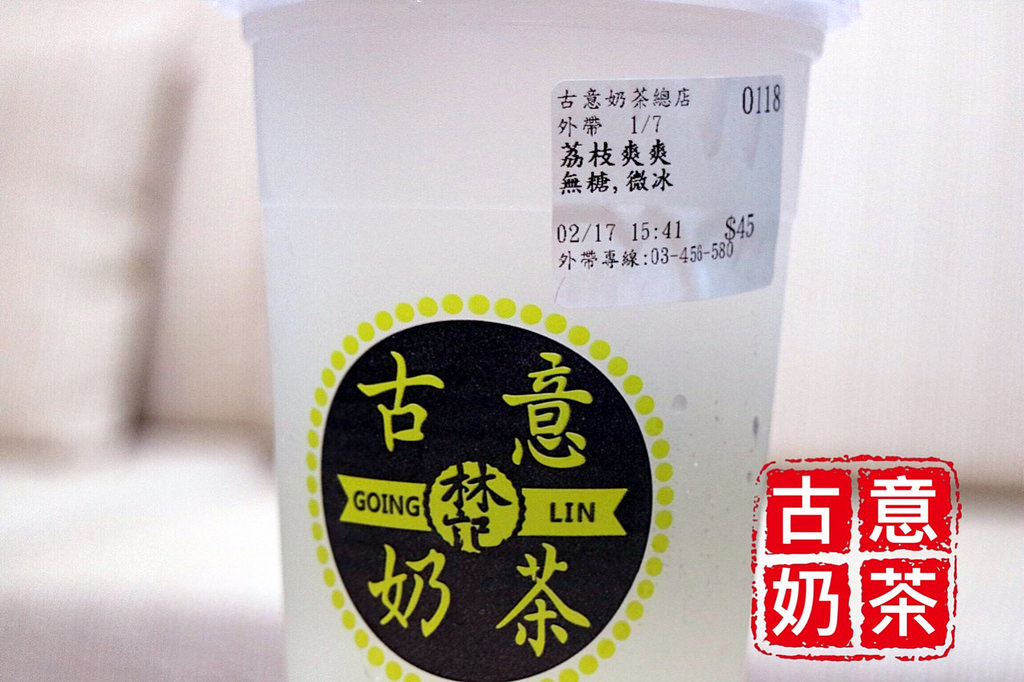 古意奶茶總店 0118
外帶 1/7
荔枝爽爽
無糖,微冰
02/17 15:41 $45
外帶專線:03-456-580
古意
GOING 林記 LIN
奶茶
古意
奶茶